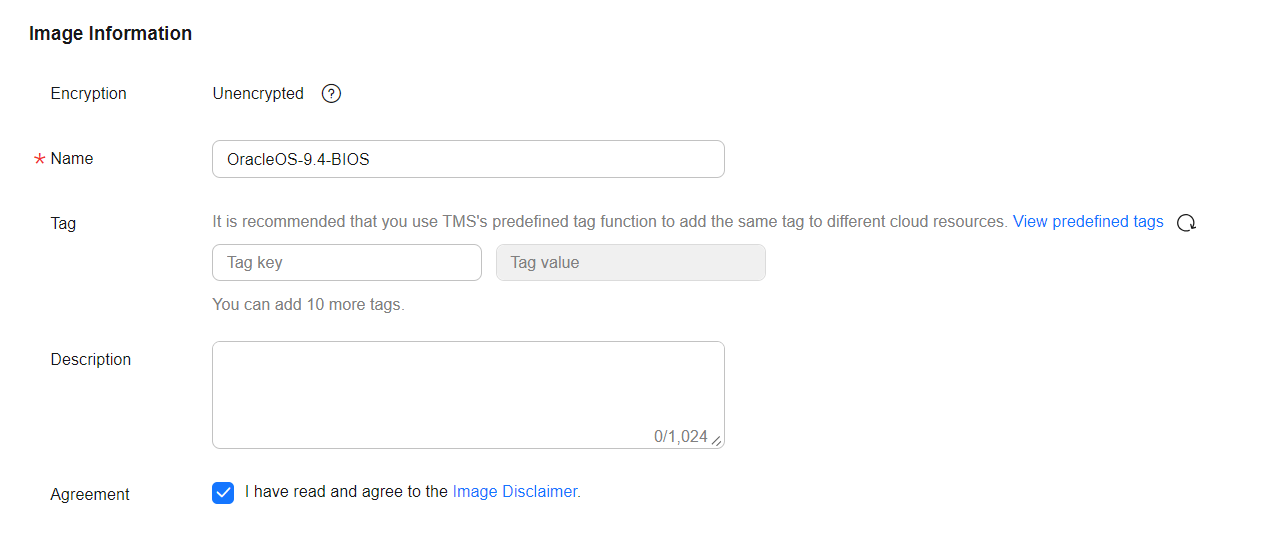 Image Information
Encryption Unencrypted ?
* Name OracleOS-9.4-BIOS
Tag It is recommended that you use TMS's predefined tag function to add the same tag to different cloud resources. View predefined tags
Tag key Tag value
You can add 10 more tags.
Description
0/1,024
Agreement I have read and agree to the Image Disclaimer.